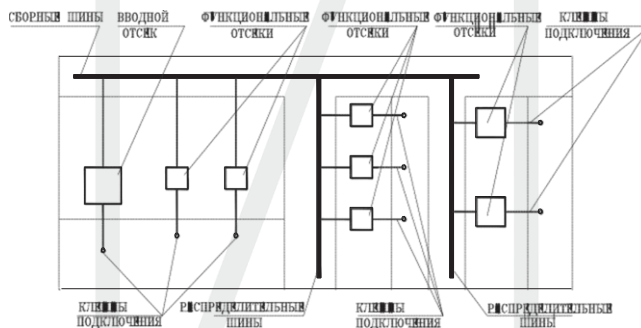 СБОРНЫЕ ШИНЫ
ВВОДНОЙ
ОТСЕК
ФУНКЦИОНАЛЬНЫЕ
ОТСЕКИ
ФУНКЦИОНАЛЬНЫЕ
ОТСЕКИ
ФУНКЦИОНАЛЬНЫЕ
ОТСЕКИ
КЛЕММЫ
ПОДКЛЮЧЕНИЯ
КЛЕММЫ
ПОДКЛЮЧЕНИЯ
РАСПРЕДЕЛИТЕЛЬНЫЕ
ШИНЫ
КЛЕММЫ
ПОДКЛЮЧЕНИЯ
РАСПРЕДЕЛИТЕЛЬНЫЕ
ШИНЫ